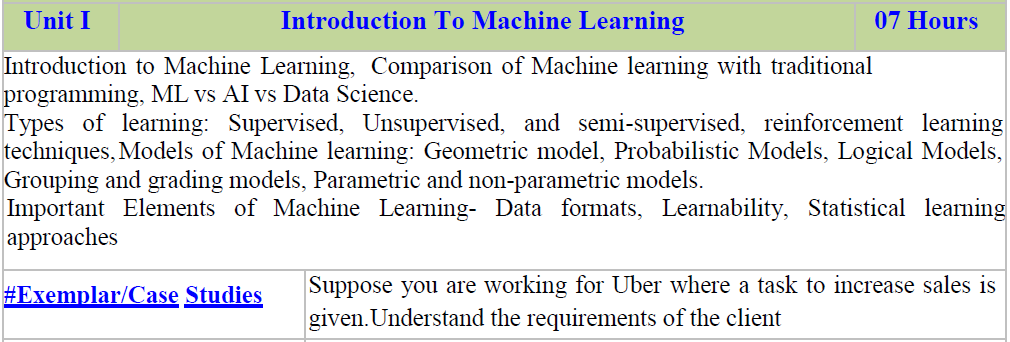 Unit I Introduction To Machine Learning 07 Hours
Introduction to Machine Learning, Comparison of Machine learning with traditional
programming, ML vs AI vs Data Science.
Types of learning: Supervised, Unsupervised, and semi-supervised, reinforcement learning
techniques, Models of Machine learning: Geometric model, Probabilistic Models, Logical Models,
Grouping and grading models, Parametric and non-parametric models.
Important Elements of Machine Learning- Data formats, Learnability, Statistical learning
approaches
#Exemplar/Case Studies
Suppose you are working for Uber where a task to increase sales is
given.Understand the requirements of the client